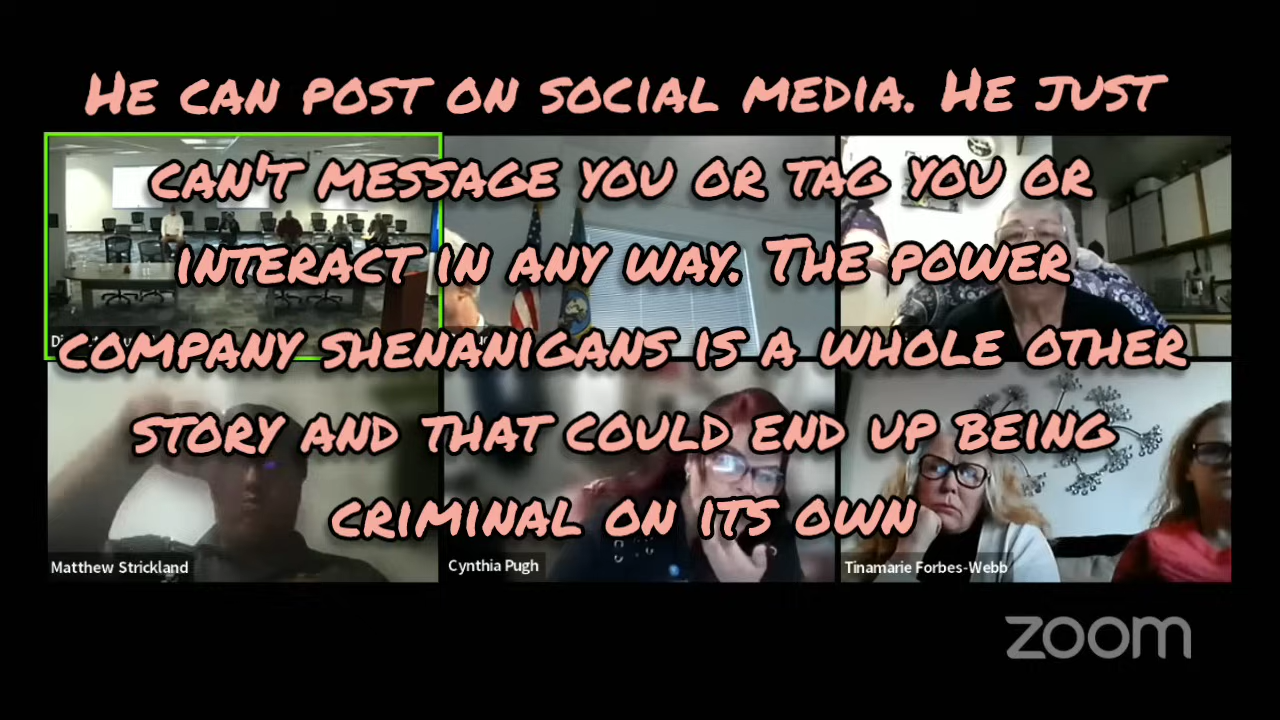 He can post on social media. He just
can't message you or tag you or
interact in any way. The power
company shenanigans is a whole other
story and that could end up being
criminal on its own
Matthew Strickland
Cynthia Pugh
Tinamarie Forbes-Webb
zoom